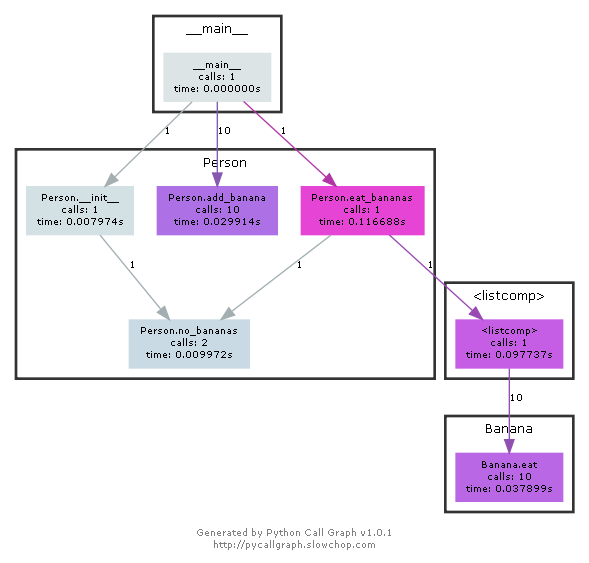 __main__
__main__
calls: 1
time: 0.000000s
1
10
1
Person
Person.__init__
calls: 1
time: 0.007974s
Person.add_banana
calls: 10
time: 0.029914s
Person.eat_bananas
calls: 1
time: 0.116688s
1
1
1
Person.no_bananas
calls: 2
time: 0.009972s
<listcomp>
<listcomp>
calls: 1
time: 0.097737s
10
Banana
Banana.eat
calls: 10
time: 0.037899s
Generated by Python Call Graph v1.0.1
http://pycallgraph.slowchop.com